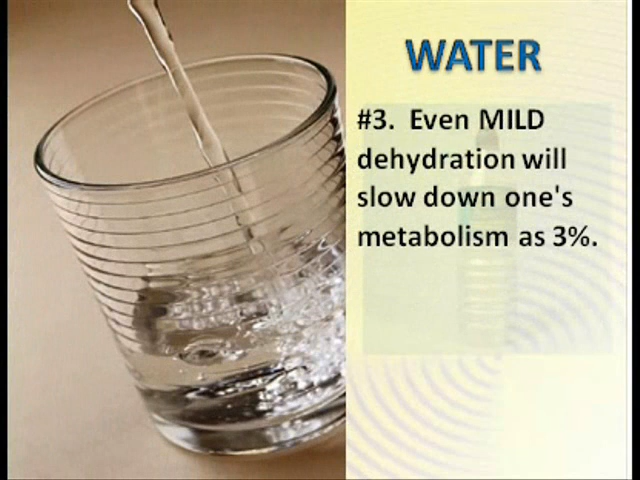 WATER
#3.  Even MILD
dehydration will
slow down one's
metabolism as 3%.